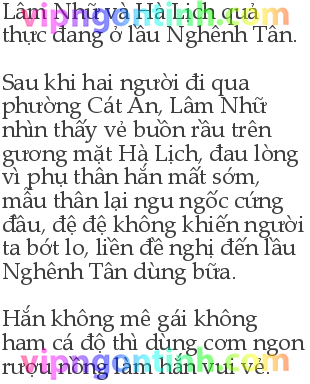 Lâm Nhữ và Hà Lịch quả
thực đang ở lầu Nghênh Tân.
Sau khi hai người đi qua
phường Cát An, Lâm Nhữ
nhìn thấy vẻ buồn rầu trên
gương mặt Hà Lịch, đau lòng
vì phụ thân hắn mất sớm,
mẫu thân lại ngu ngốc cứng
đầu, đệ đệ không khiến người
ta bớt lo, liền đề nghị đến lầu
Nghênh Tân dùng bữa.
Hắn không mê gái không
ham cá độ thì dùng cơm ngon
rượu nồng làm hắn vui vẻ.
vipngontinh.com
vipngontinh.com
vipngontinh.com